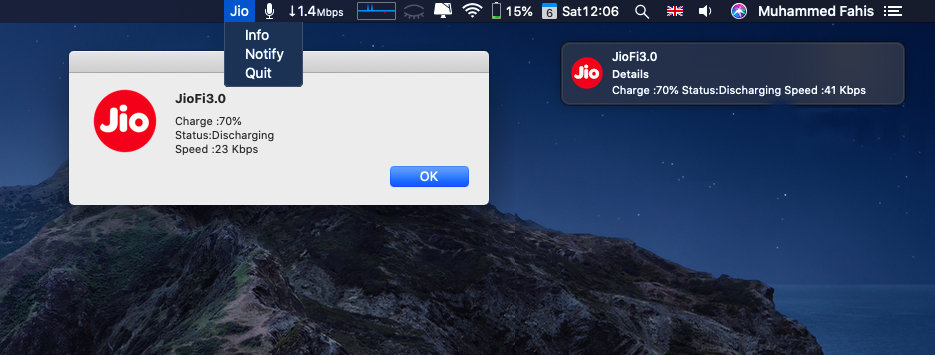 Jio ↓1.4Mbps 15% 6 Sat12:06 Muhammed Fahis
Info
Notify
Quit
Jio
JioFi3.0
Charge :70%
Status:Discharging
Speed :23 Kbps
OK
Jio
JioFi3.0
Details
Charge :70% Status:Discharging Speed :41 Kbps